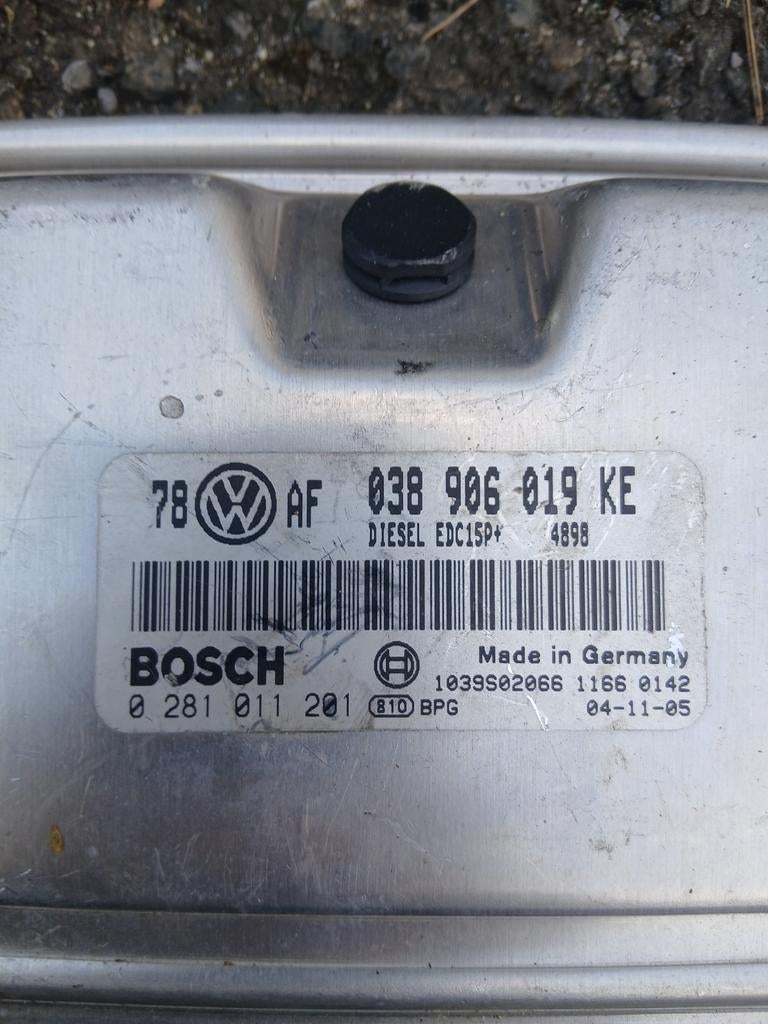 78 VW AF 038 906 019 KE
DIESEL EDC15P+ 4898
BOSCH
Made in Germany
1039S02066 1166 0142
0 281 011 201 810 BPG 04-11-05